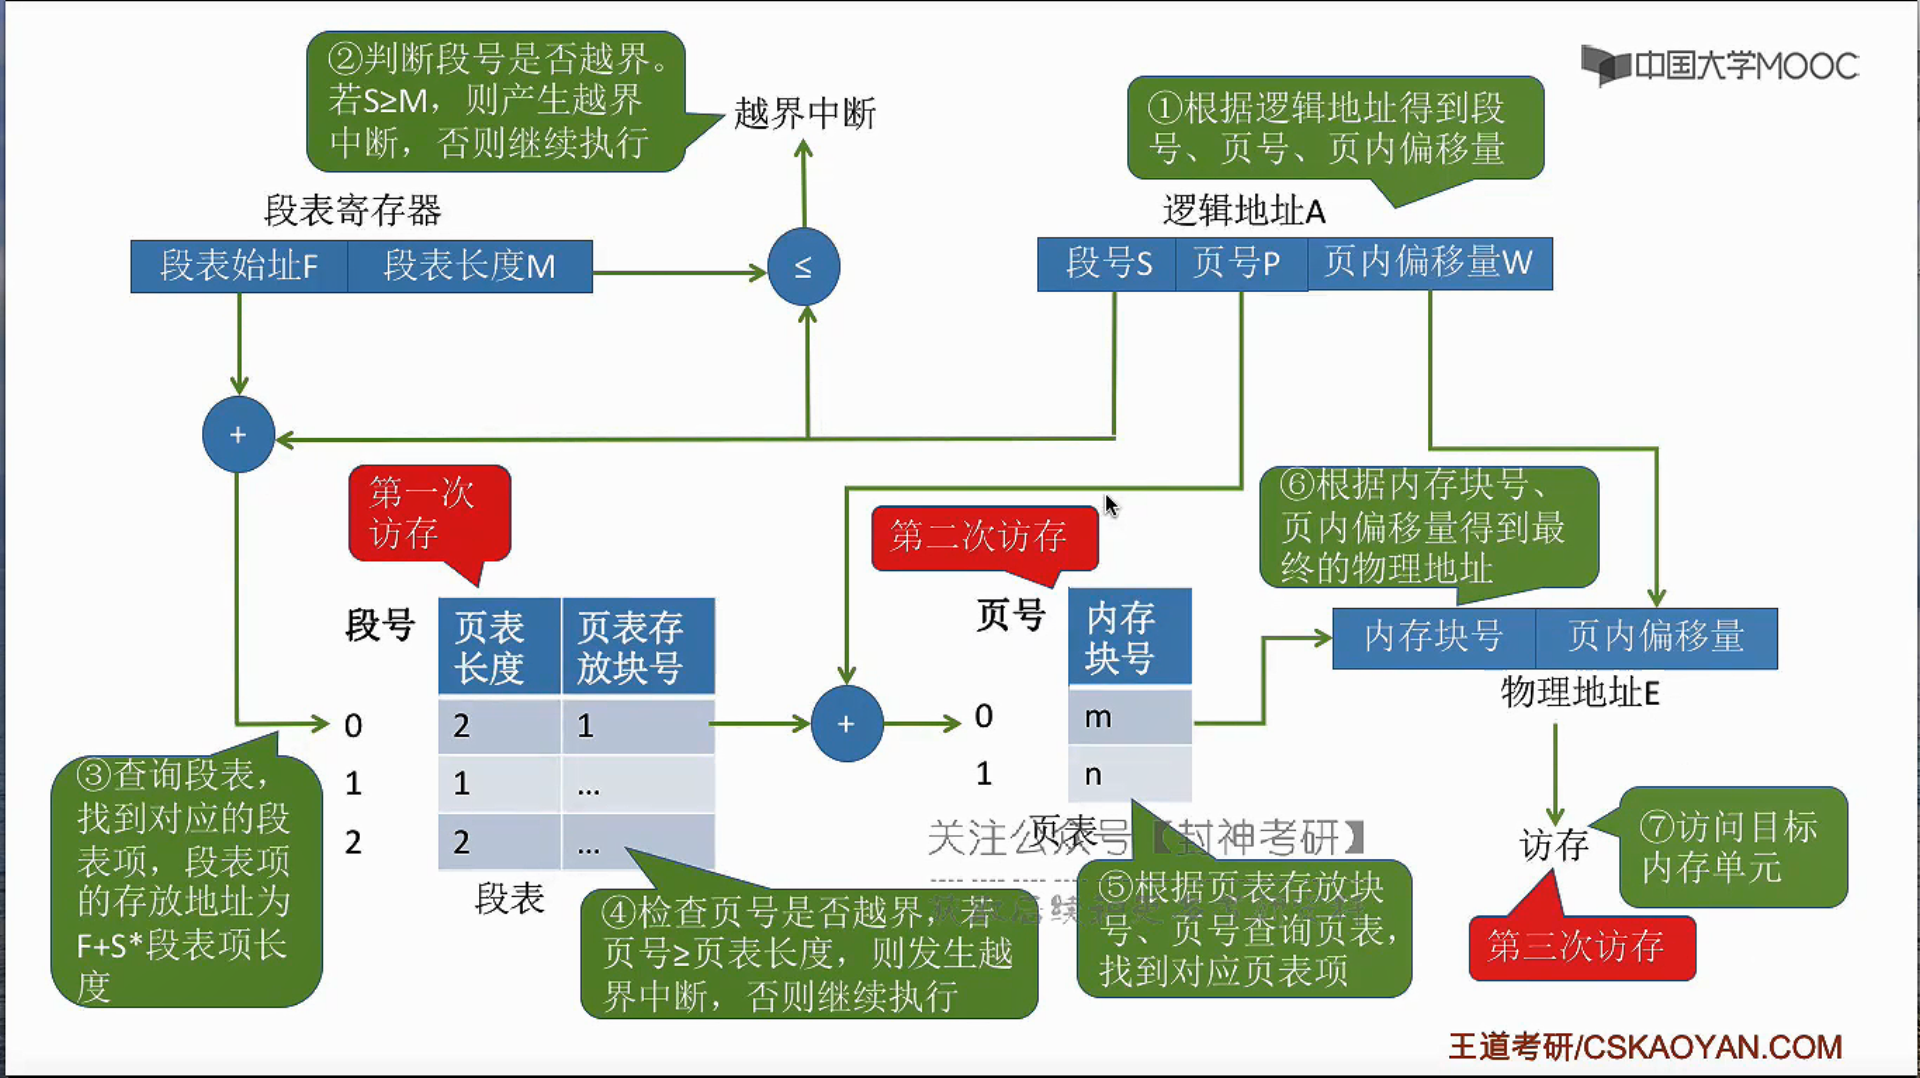 ②判断段号是否越界。
若S≥M，则产生越界
中断，否则继续执行
越界中断
中国大学MOOC
①根据逻辑地址得到段
号、页号、页内偏移量
段表寄存器
逻辑地址A
段表始址F
段表长度M
≤
段号S
页号P
页内偏移量W
+
第一次
访存
第二次访存
⑥根据内存块号、
页内偏移量得到最
终的物理地址
段号
页表
长度
页表存
放块号
页号
内存
块号
内存块号
页内偏移量
物理地址E
0
2
1
+
0
m
1
1
...
1
n
2
2
...
段表
页表
关注公众号【封神考研】
③查询段表，
找到对应的段
表项，段表项
的存放地址为
F+S*段表项长
度
④检查页号是否越界，若
页号≥页表长度，则发生越
界中断，否则继续执行
⑤根据页表存放块
号、页号查询页表，
找到对应页表项
访存
⑦访问目标
内存单元
第三次访存
王道考研/CSKAOYAN.COM